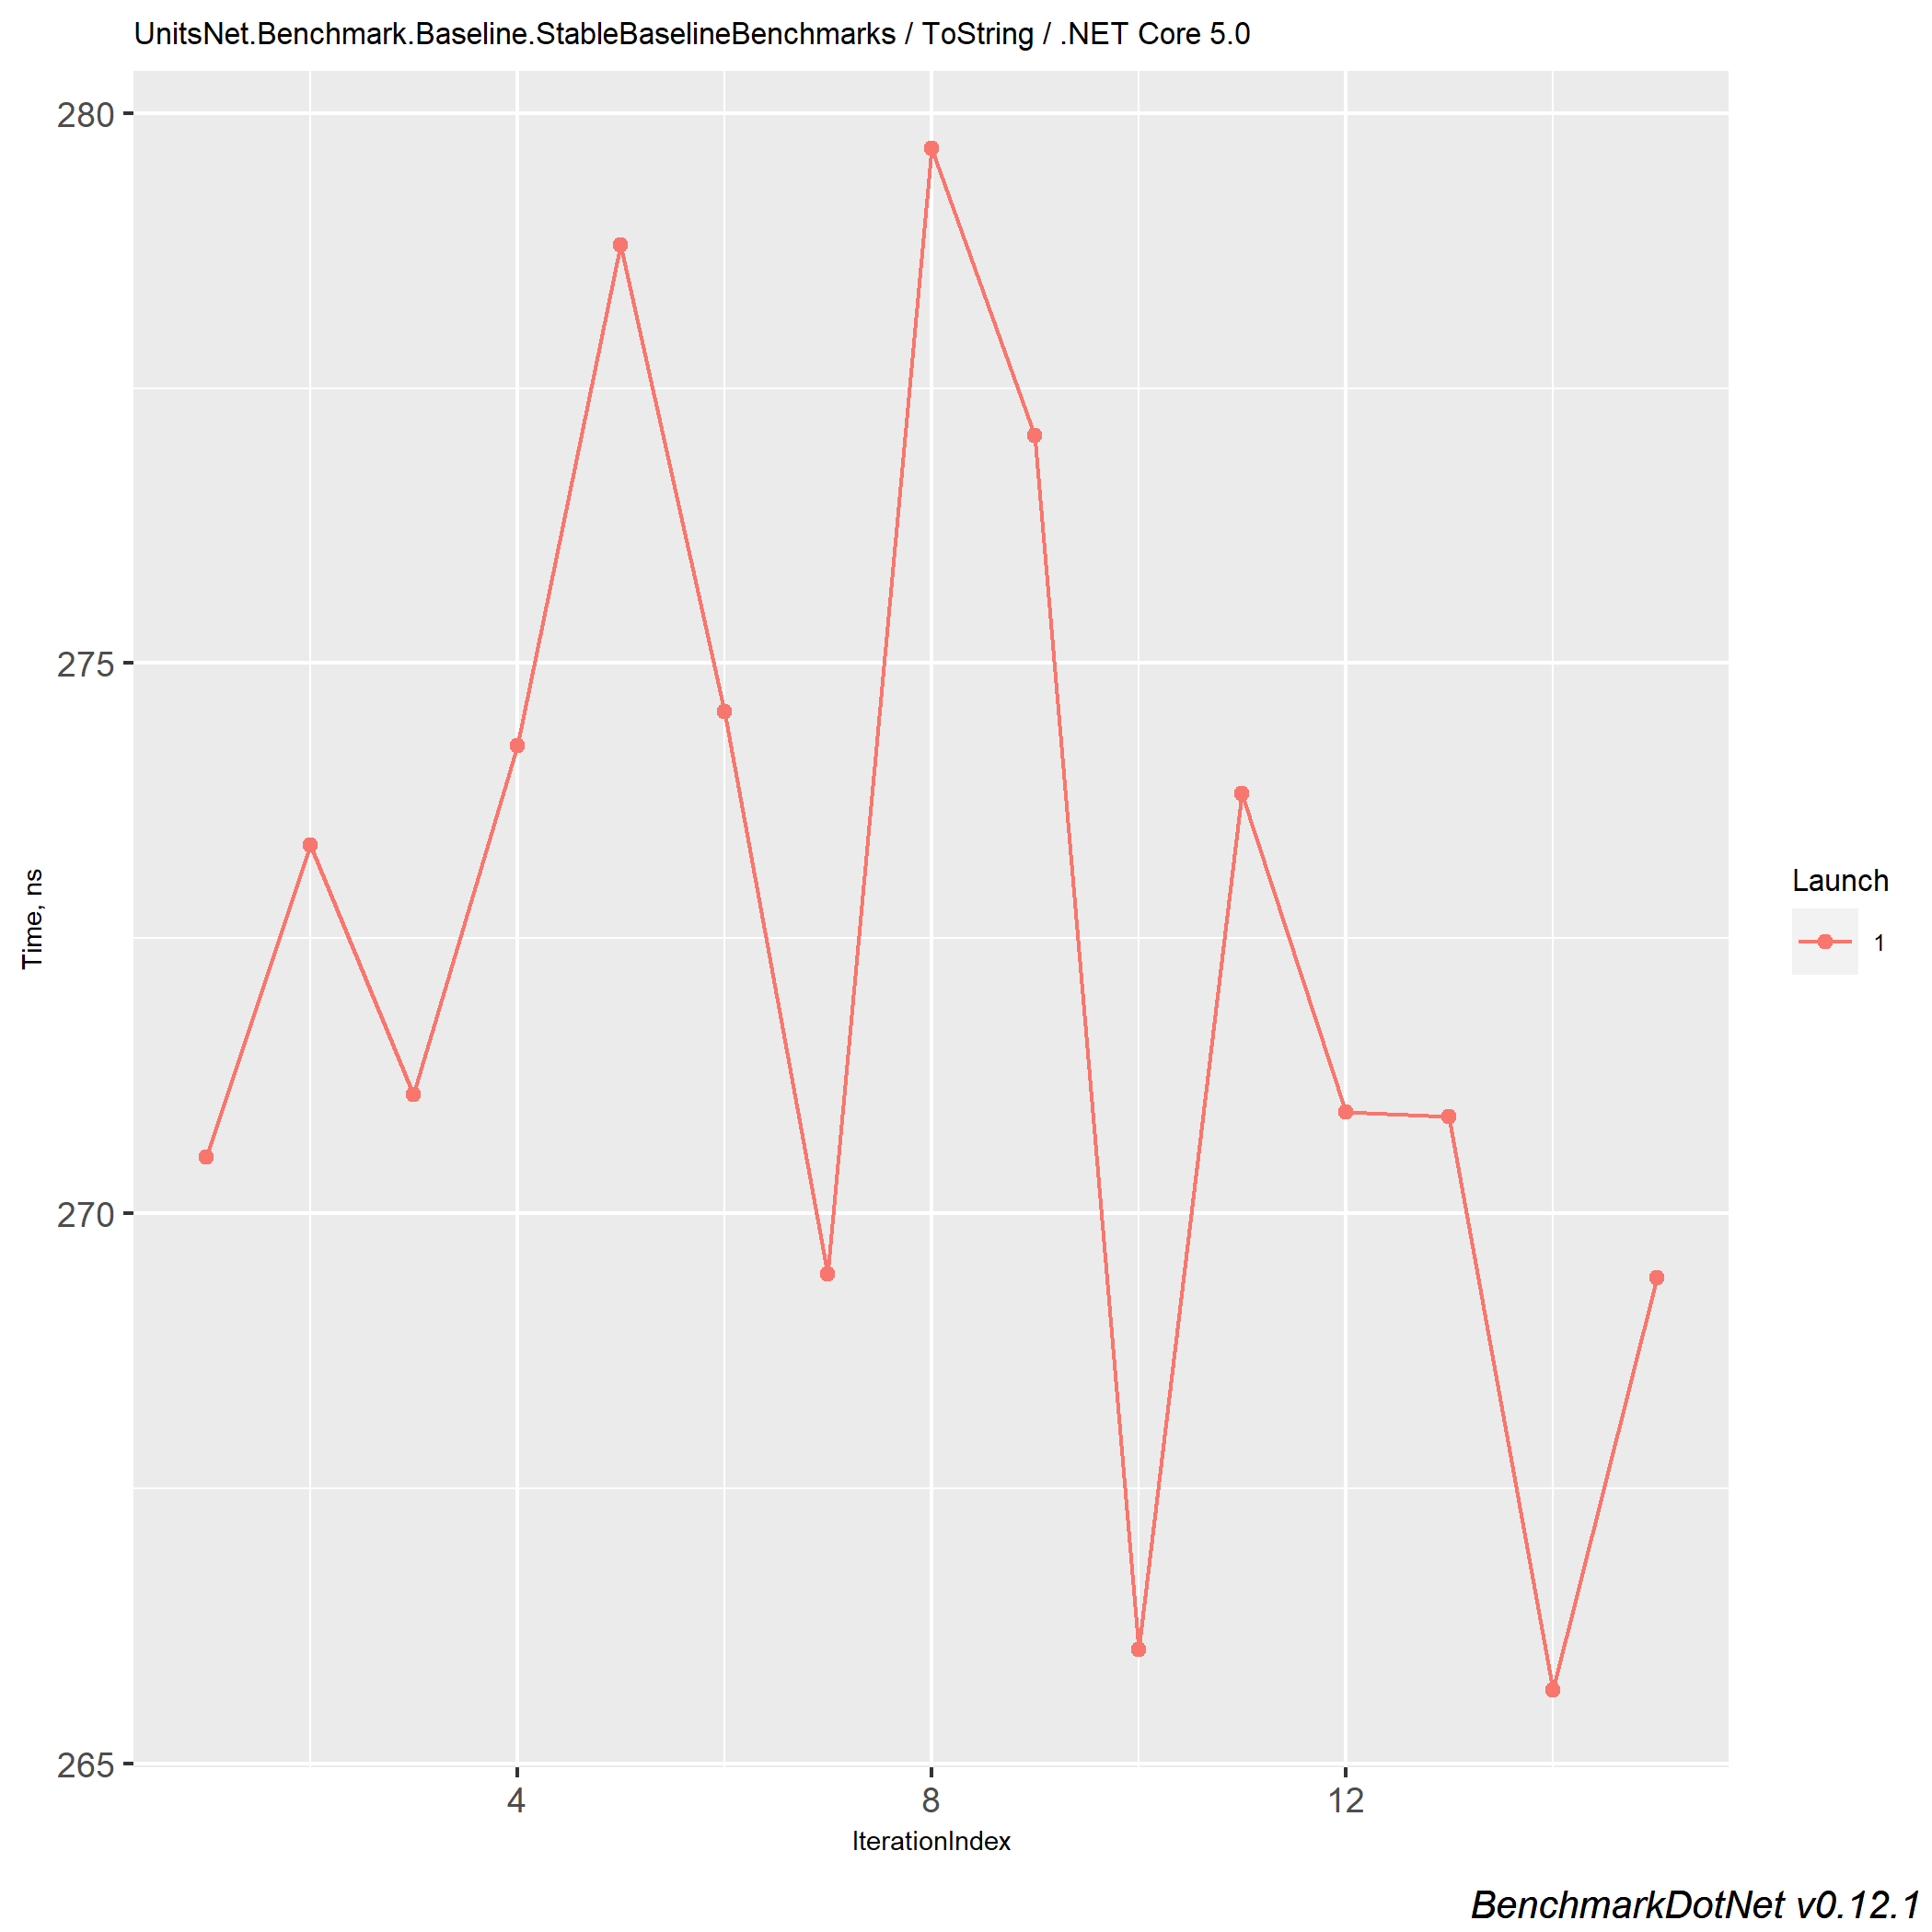 UnitsNet.Benchmark.Baseline.StableBaselineBenchmarks / ToString / .NET Core 5.0
280
275
270
265
Time, ns
4 8 12
IterationIndex
Launch
1
BenchmarkDotNet v0.12.1